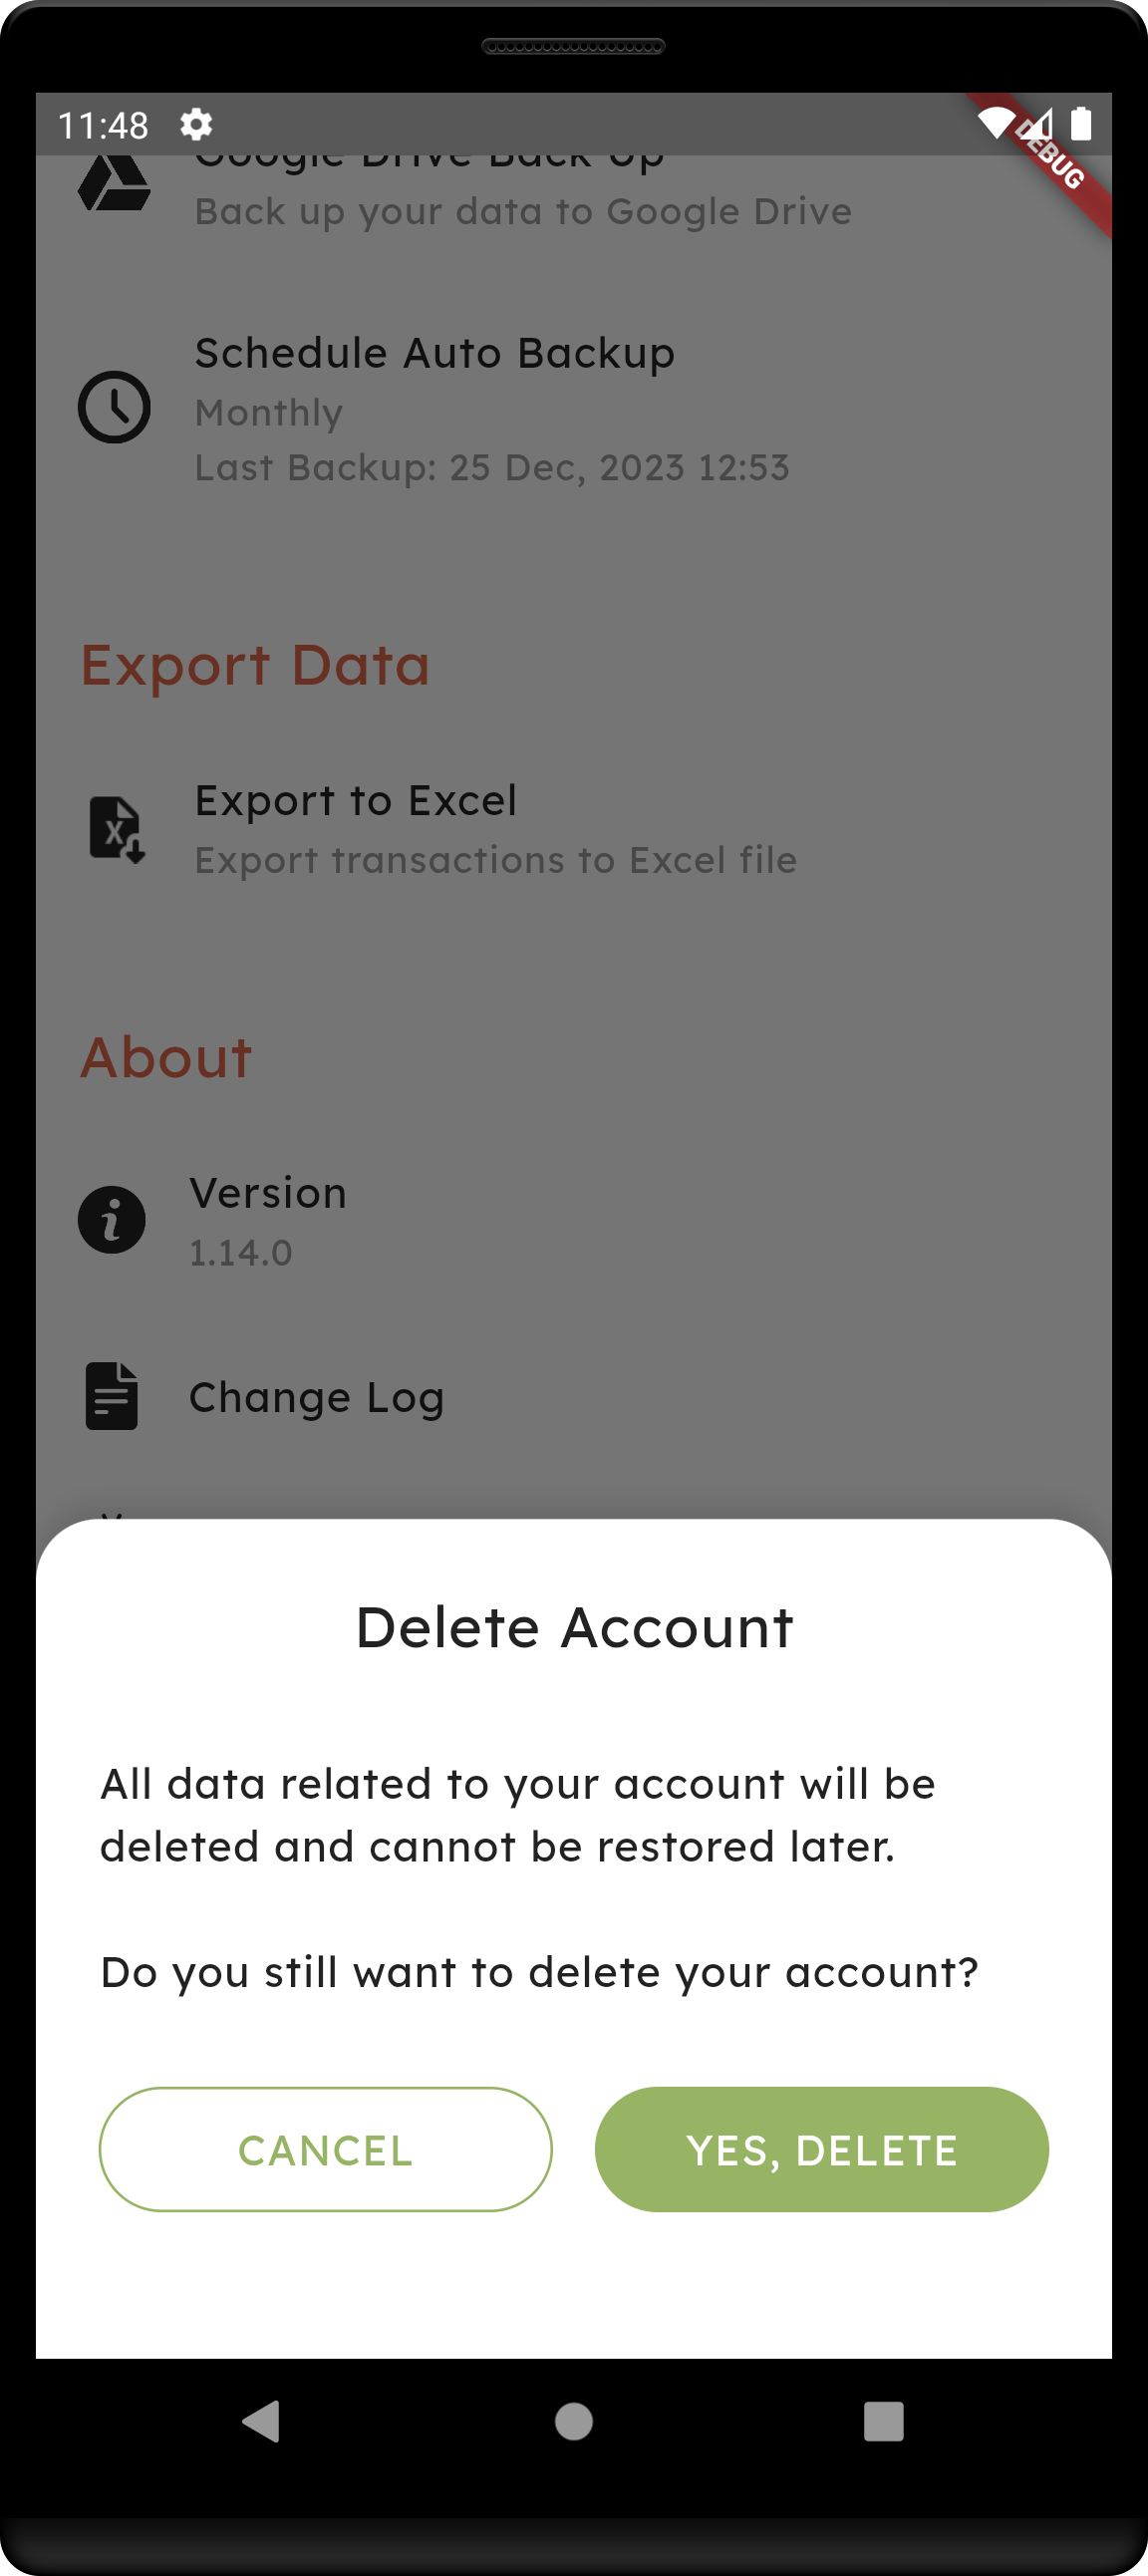 11:48
DEBUG
Google Drive Back Up
Back up your data to Google Drive
Schedule Auto Backup
Monthly
Last Backup: 25 Dec, 2023 12:53
Export Data
X
Export to Excel
Export transactions to Excel file
About
i
Version
1.14.0
Change Log
Delete Account
All data related to your account will be
deleted and cannot be restored later.
Do you still want to delete your account?
CANCEL
YES, DELETE